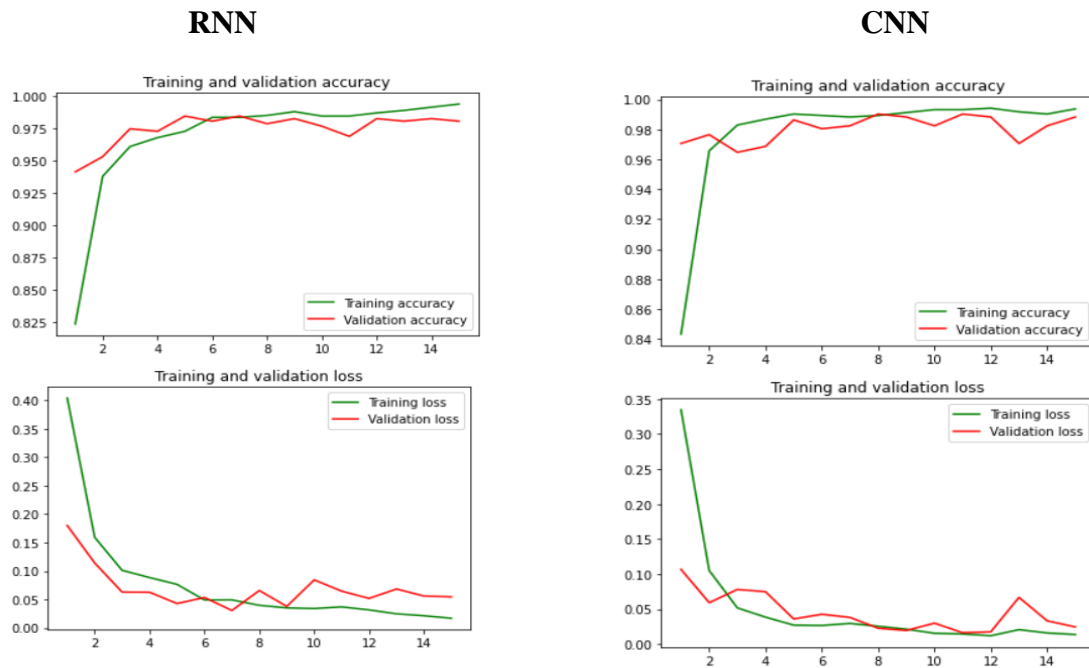 RNN
CNN
Training and validation accuracy
1.000
0.975
0.950
0.925
0.900
0.875
0.850
0.825
Training accuracy
Validation accuracy
2 4 6 8 10 12 14
Training and validation loss
0.40
0.35
0.30
0.25
0.20
0.15
0.10
0.05
0.00
Training loss
Validation loss
2 4 6 8 10 12 14
Training and validation accuracy
1.00
0.98
0.96
0.94
0.92
0.90
0.88
0.86
0.84
Training accuracy
Validation accuracy
2 4 6 8 10 12 14
Training and validation loss
0.35
0.30
0.25
0.20
0.15
0.10
0.05
0.00
Training loss
Validation loss
2 4 6 8 10 12 14